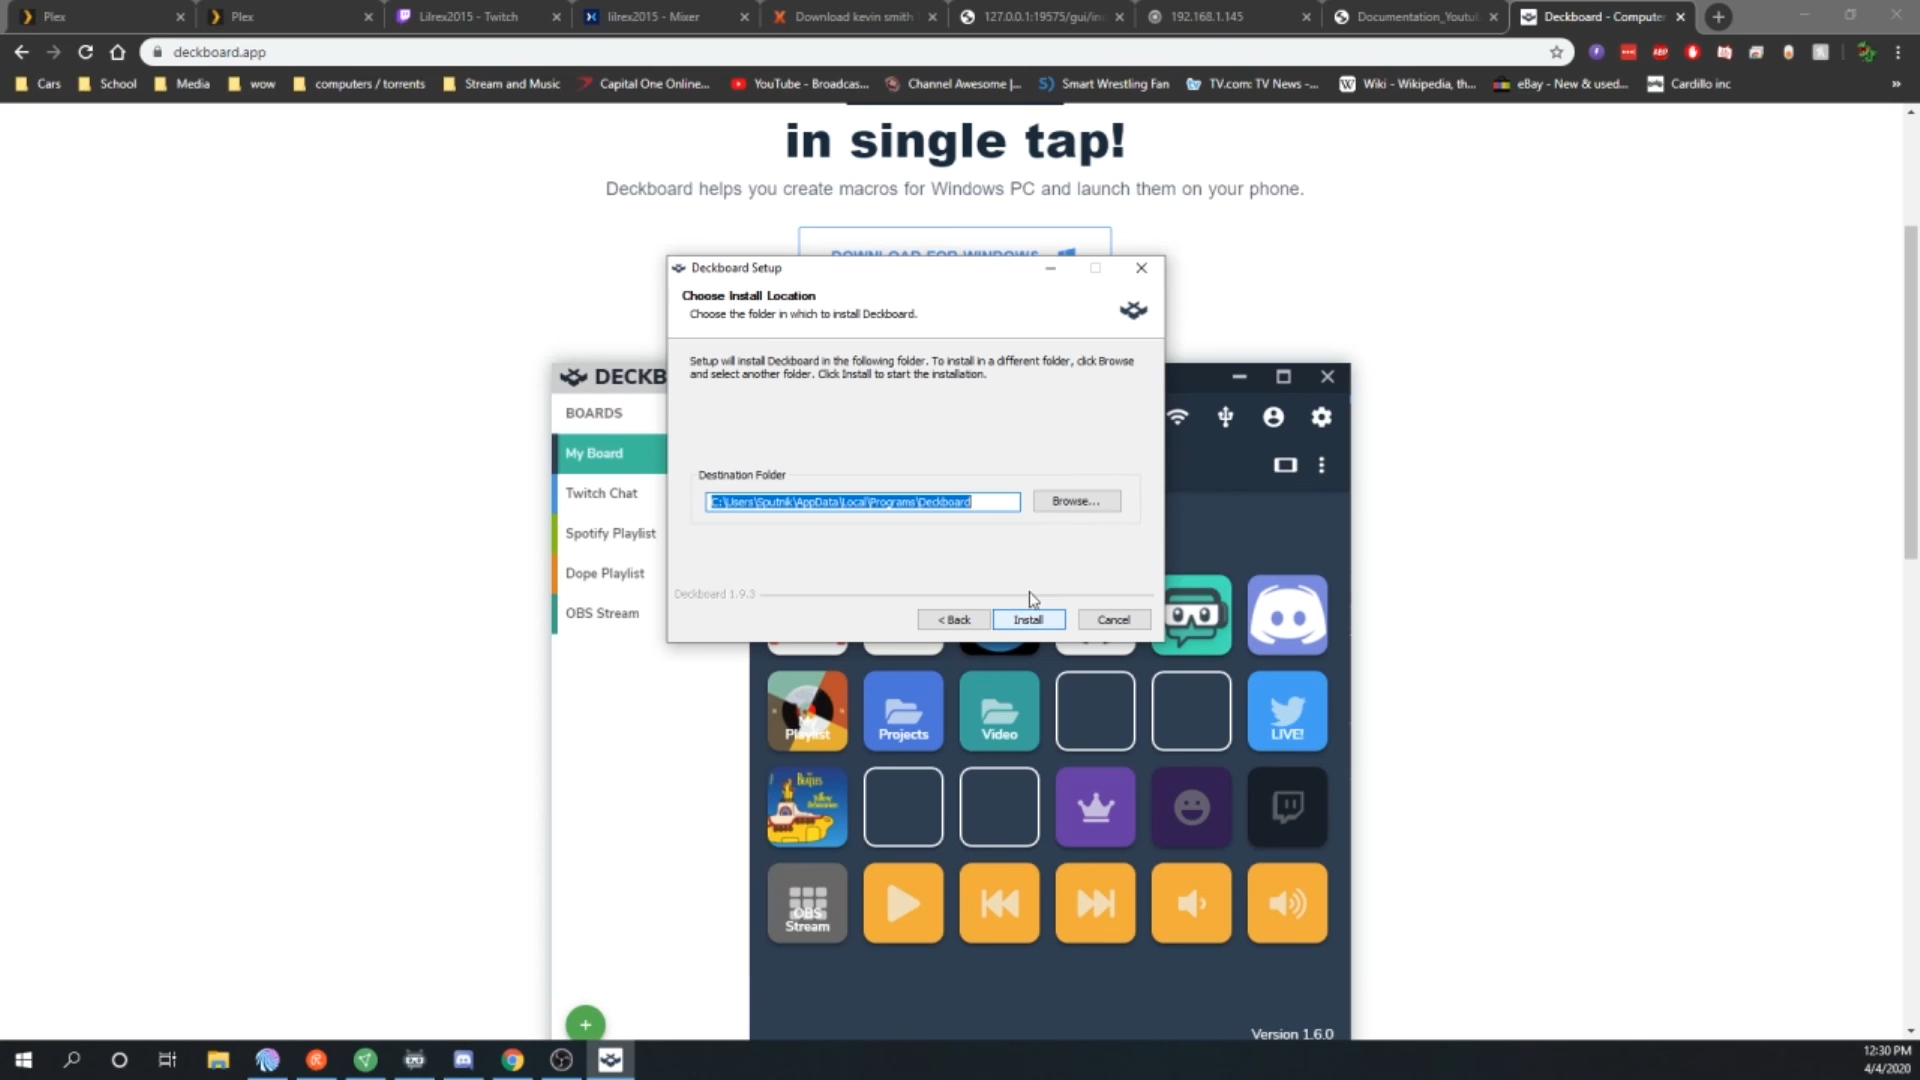 Plex
Plex
Lilrex2015 - Twitch
lilrex2015 - Mixer
Download kevin smith
127.0.0.1:19575/gui/in
192.168.1.145
Documentation_Youtu
Deckboard - Computer
deckboard.app
Cars
School
Media
wow
computers / torrents
Stream and Music
Capital One Online...
YouTube - Broadcas...
Channel Awesome |...
Smart Wrestling Fan
TV.com: TV News -...
Wiki - Wikipedia, th...
eBay - New & used...
Cardillo inc
»
in single tap!
Deckboard helps you create macros for Windows PC and launch them on your phone.
DOWNLOAD FOR WINDOWS
Deckboard Setup
Choose Install Location
Choose the folder in which to install Deckboard.
Setup will install Deckboard in the following folder. To install in a different folder, click Browse
and select another folder. Click Install to start the installation.
Destination Folder
C:\Users\Sputnik\AppData\Local\Programs\Deckboard
Browse...
Deckboard 1.9.3
< Back
Install
Cancel
DECKB
BOARDS
My Board
Twitch Chat
Spotify Playlist
Dope Playlist
OBS Stream
Playlist
Projects
Video
LIVE!
OBS
Stream
Version 1.6.0
12:30 PM
4/4/2020